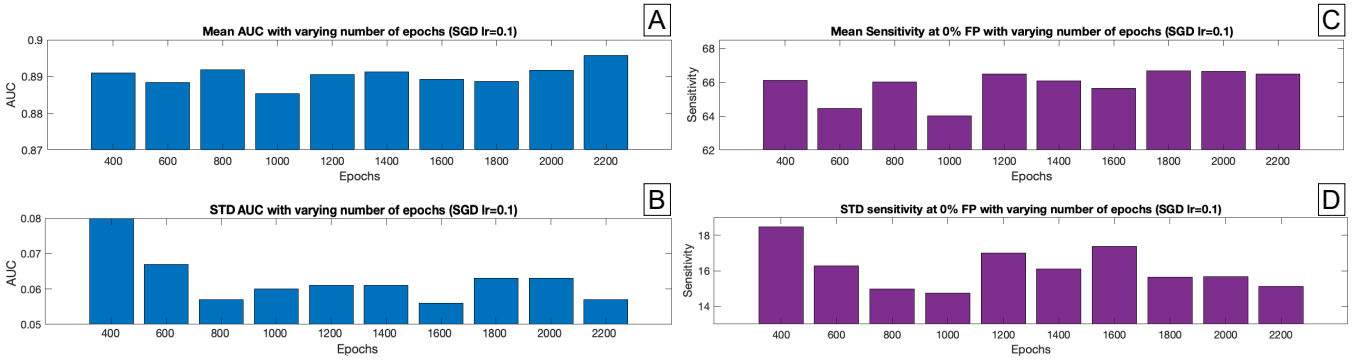 A
Mean AUC with varying number of epochs (SGD lr=0.1)
0.9
0.89
0.88
0.87
AUC
400 600 800 1000 1200 1400 1600 1800 2000 2200
Epochs
B
STD AUC with varying number of epochs (SGD lr=0.1)
0.08
0.07
0.06
0.05
AUC
400 600 800 1000 1200 1400 1600 1800 2000 2200
Epochs
C
Mean Sensitivity at 0% FP with varying number of epochs (SGD lr=0.1)
68
66
64
62
Sensitivity
400 600 800 1000 1200 1400 1600 1800 2000 2200
Epochs
D
STD sensitivity at 0% FP with varying number of epochs (SGD lr=0.1)
18
16
14
Sensitivity
400 600 800 1000 1200 1400 1600 1800 2000 2200
Epochs